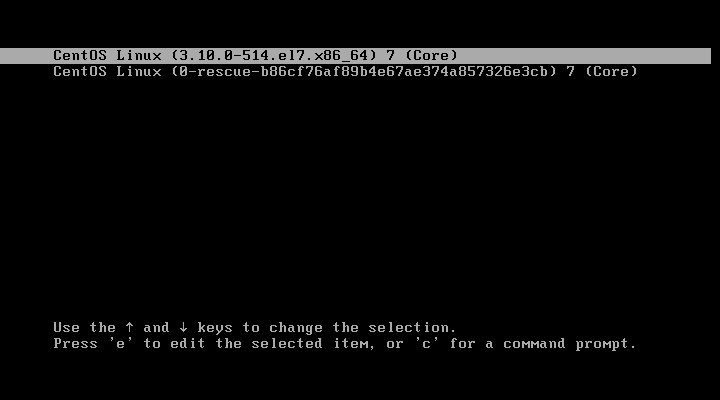 CentOS Linux (3.10.0-514.el7.x86_64) 7 (Core)
CentOS Linux (0-rescue-b86cf76af89b4e67ae374a857326e3cb) 7 (Core)
Use the ↑ and ↓ keys to change the selection.
Press 'e' to edit the selected item, or 'c' for a command prompt.